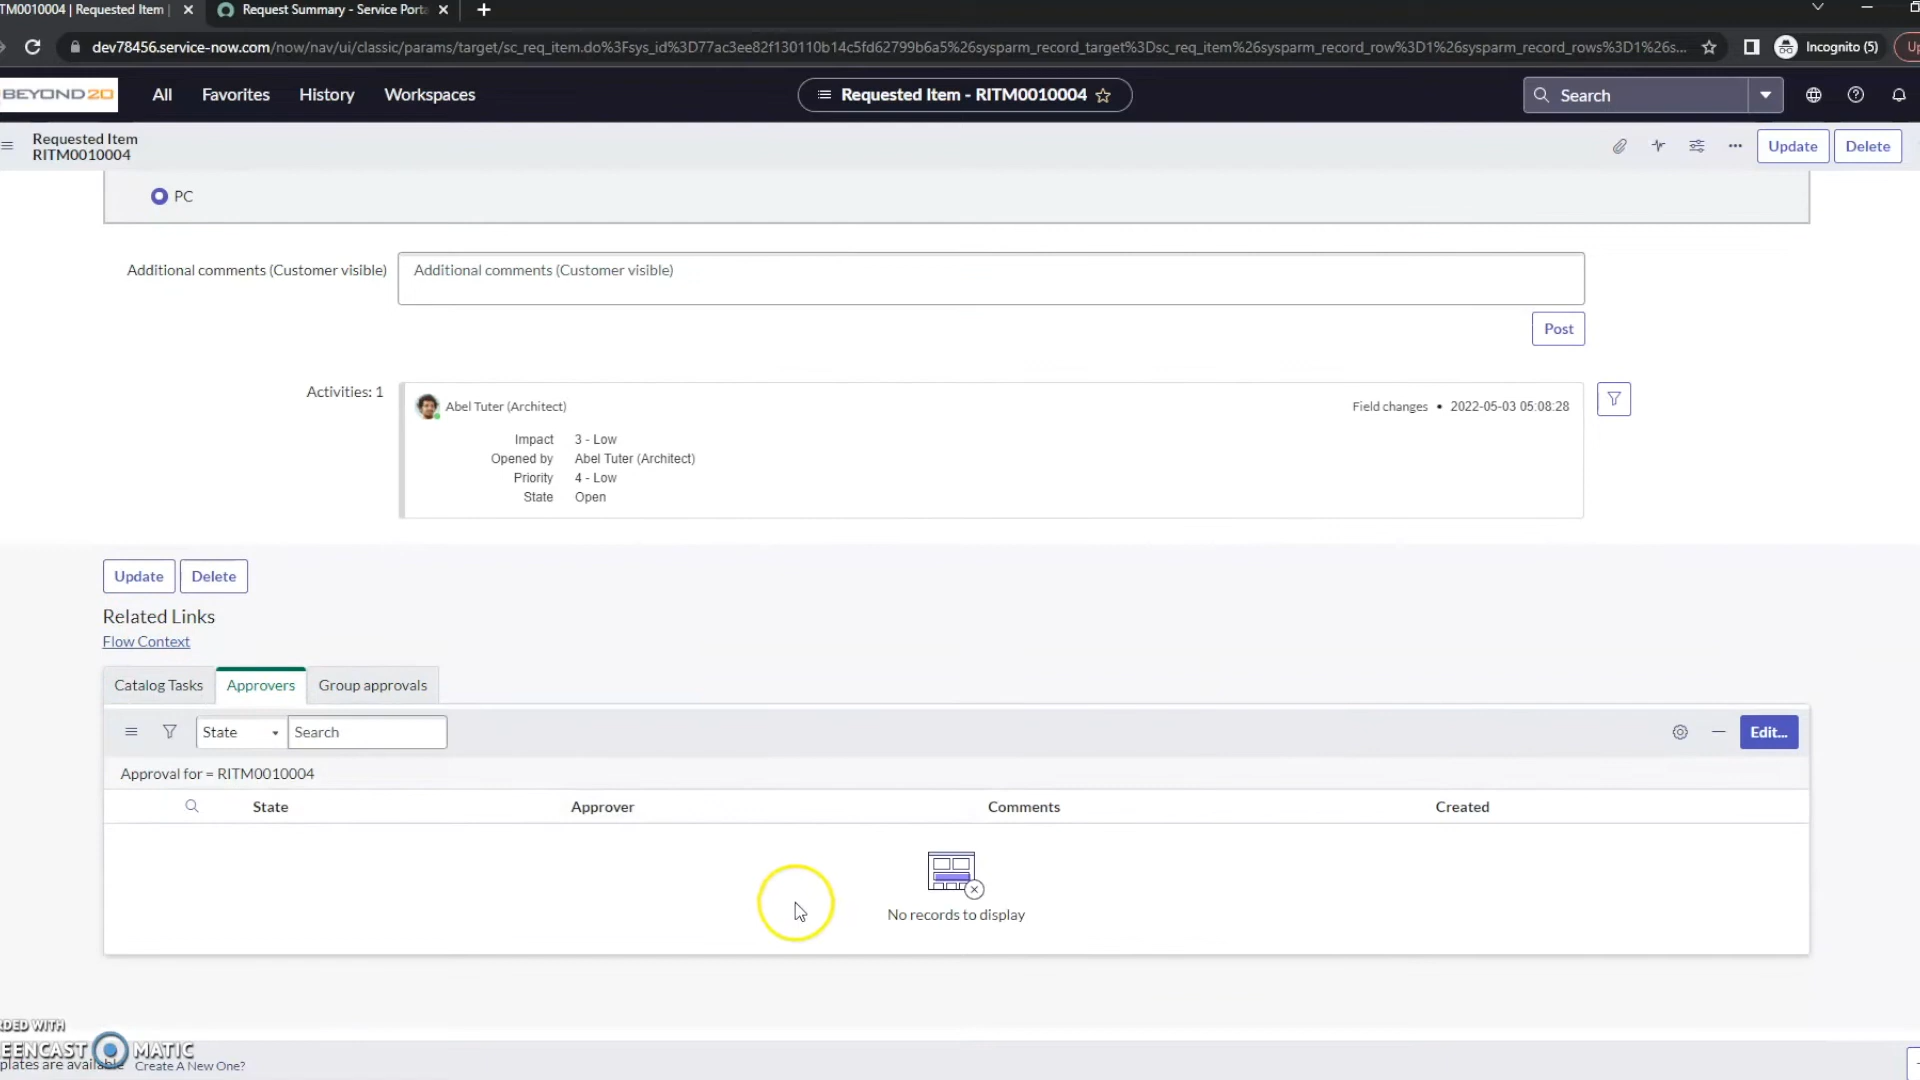 TM0010004 | Requested Item
Request Summary - Service Porta
dev78456.service-now.com/now/nav/ui/classic/params/target/sc_req_item.do%3Fsys_id%3D77ac3ee82f130110b14c5fd62799b6a5%26sysparm_record_target%3Dsc_req_item%26sysparm_record_row%3D1%26sysparm_record_rows%3D1%26s...
Incognito (5)
Up
BEYOND20
All
Favorites
History
Workspaces
Requested Item - RITM0010004
Search
Requested Item
RITM0010004
Update
Delete
PC
Additional comments (Customer visible)
Additional comments (Customer visible)
Post
Activities: 1
Abel Tuter (Architect)
Field changes • 2022-05-03 05:08:28
Impact 3 - Low
Opened by Abel Tuter (Architect)
Priority 4 - Low
State Open
Update
Delete
Related Links
Flow Context
Catalog Tasks
Approvers
Group approvals
State
Search
Edit...
Approval for = RITM0010004
State
Approver
Comments
Created
No records to display
RDED WITH
EENCAST MATIC
plates are available
Create A New One?